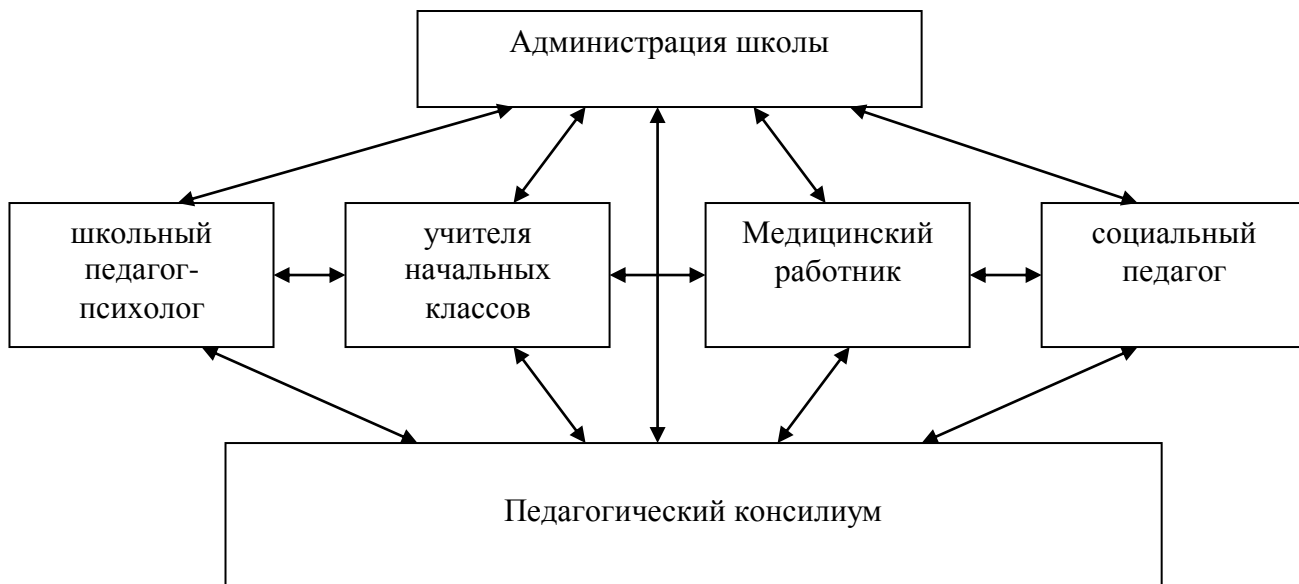 Администрация школы
школьный
педагог-
психолог
учителя
начальных
классов
Медицинский
работник
социальный
педагог
Педагогический консилиум